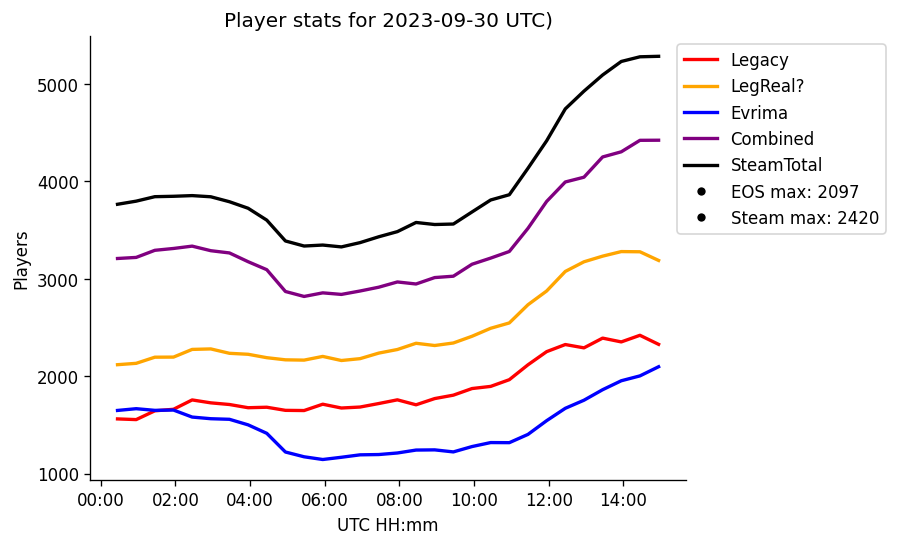 Player stats for 2023-09-30 UTC)
Legacy
LegReal?
Evrima
Combined
SteamTotal
EOS max: 2097
Steam max: 2420
Players
5000
4000
3000
2000
1000
00:00 02:00 04:00 06:00 08:00 10:00 12:00 14:00
UTC HH:mm